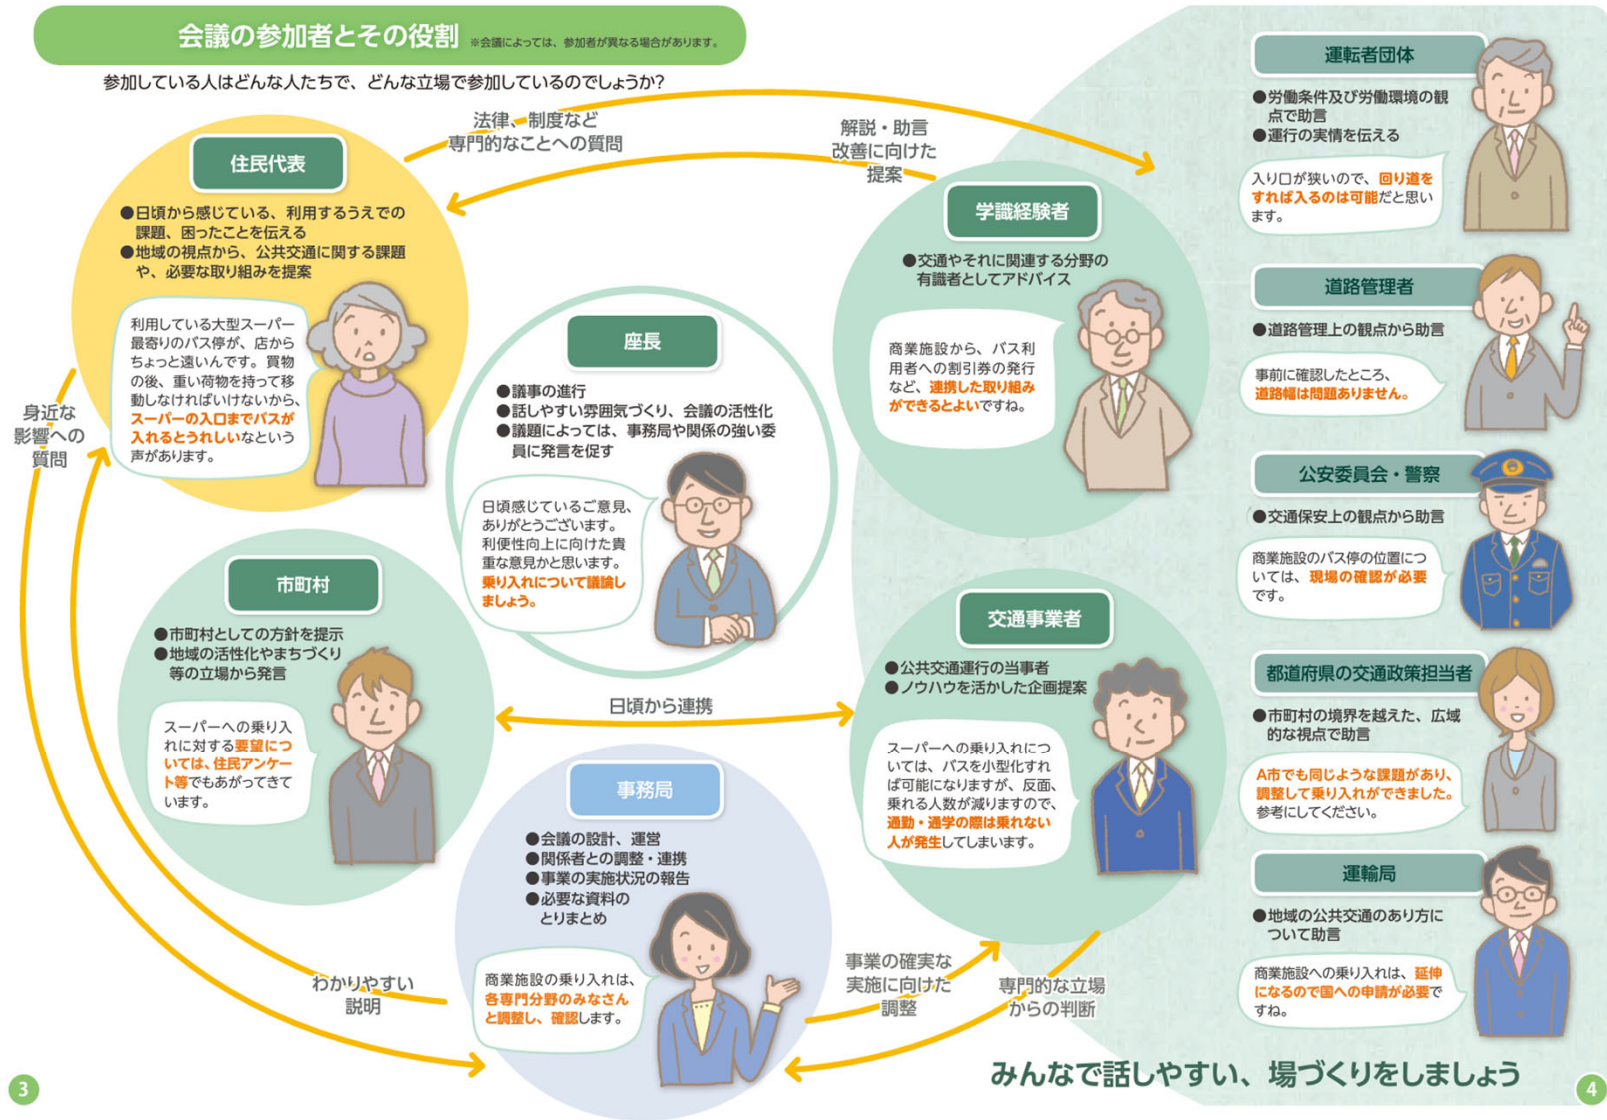 会議の参加者とその役割 ※会議によっては、参加者が異なる場合があります。
参加している人はどんな人たちで、どんな立場で参加しているのでしょうか?
法律、制度など
専門的なことへの質問
解説・助言
改善に向けた
提案
住民代表
●日頃から感じている、利用するうえでの
課題、困ったことを伝える
●地域の視点から、公共交通に関する課題
や、必要な取り組みを提案
利用している大型スーパー
最寄りのバス停が、店から
ちょっと遠いんです。買物
の後、重い荷物を持って移
動しなければいけないから、
スーパーの入口までバスが
入れるとうれしいなという
声があります。
身近な
影響への
質問
座長
●議事の進行
●話しやすい雰囲気づくり、会議の活性化
●議題によっては、事務局や関係の強い委
員に発言を促す
日頃感じているご意見、
ありがとうございます。
利便性向上に向けた貴
重な意見かと思います。
乗り入れについて議論し
ましょう。
学識経験者
●交通やそれに関連する分野の
有識者としてアドバイス
商業施設から、バス利
用者への割引券の発行
など、連携した取り組み
ができるとよいですね。
市町村
●市町村としての方針を提示
●地域の活性化やまちづくり
等の立場から発言
スーパーへの乗り入
れに対する要望につ
いては、住民アンケー
ト等でもあがってきて
います。
日頃から連携
交通事業者
●公共交通運行の当事者
●ノウハウを活かした企画提案
スーパーへの乗り入れにつ
いては、バスを小型化すれ
ば可能になりますが、反面、
乗れる人数が減りますので、
通勤・通学の際は乗れない
人が発生してしまいます。
事務局
●会議の設計、運営
●関係者との調整・連携
●事業の実施状況の報告
●必要な資料の
とりまとめ
商業施設の乗り入れは、
各専門分野のみなさん
と調整し、確認します。
わかりやすい
説明
事業の確実な
実施に向けた
調整
専門的な立場
からの判断
運転者団体
●労働条件及び労働環境の観
点で助言
●運行の実情を伝える
入り口が狭いので、回り道を
すれば入るのは可能だと思い
ます。
道路管理者
●道路管理上の観点から助言
事前に確認したところ、
道路幅は問題ありません。
公安委員会・警察
●交通保安上の観点から助言
商業施設のバス停の位置につ
いては、現場の確認が必要
です。
都道府県の交通政策担当者
●市町村の境界を越えた、広域
的な視点で助言
A市でも同じような課題があり、
調整して乗り入れができました。
参考にしてください。
運輸局
●地域の公共交通のあり方に
ついて助言
商業施設への乗り入れは、延伸
になるので国への申請が必要で
すね。
みんなで話しやすい、場づくりをしましょう
3
4